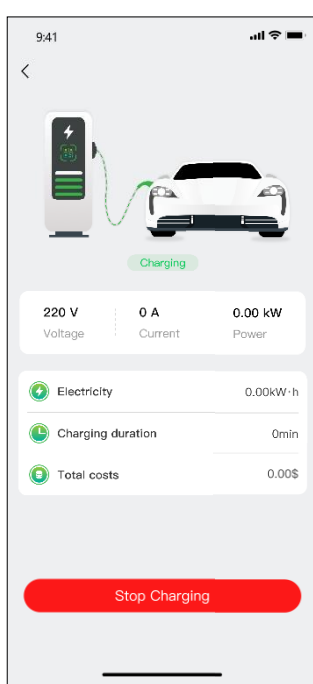 9:41
Charging
220 V 0 A 0.00 kW
Voltage Current Power
Electricity 0.00kW·h
Charging duration 0min
Total costs 0.00$
Stop Charging